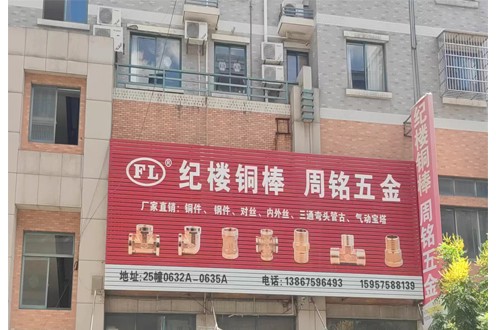 FL® 纪楼铜棒 周铭五金
厂家直销：铜件、钢件、对丝、内外丝、三通弯头管古、气动宝塔
地址：25幢0632A-0635A 电话：13867596493 15957588139
纪楼铜棒 周铭五金